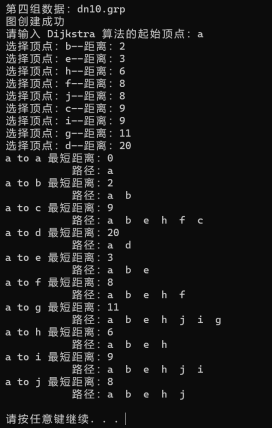 第四组数据: dn10.grp
图创建成功
请输入 Dijkstra 算法的起始顶点: a
选择顶点: b--距离: 2
选择顶点: e--距离: 3
选择顶点: h--距离: 6
选择顶点: f--距离: 8
选择顶点: j--距离: 8
选择顶点: c--距离: 9
选择顶点: i--距离: 9
选择顶点: g--距离: 11
选择顶点: d--距离: 20
a to a 最短距离: 0
路径: a
a to b 最短距离: 2
路径: a b
a to c 最短距离: 9
路径: a b e h f c
a to d 最短距离: 20
路径: a d
a to e 最短距离: 3
路径: a b e
a to f 最短距离: 8
路径: a b e h f
a to g 最短距离: 11
路径: a b e h j i g
a to h 最短距离: 6
路径: a b e h
a to i 最短距离: 9
路径: a b e h j i
a to j 最短距离: 8
路径: a b e h j
请按任意键继续. . .